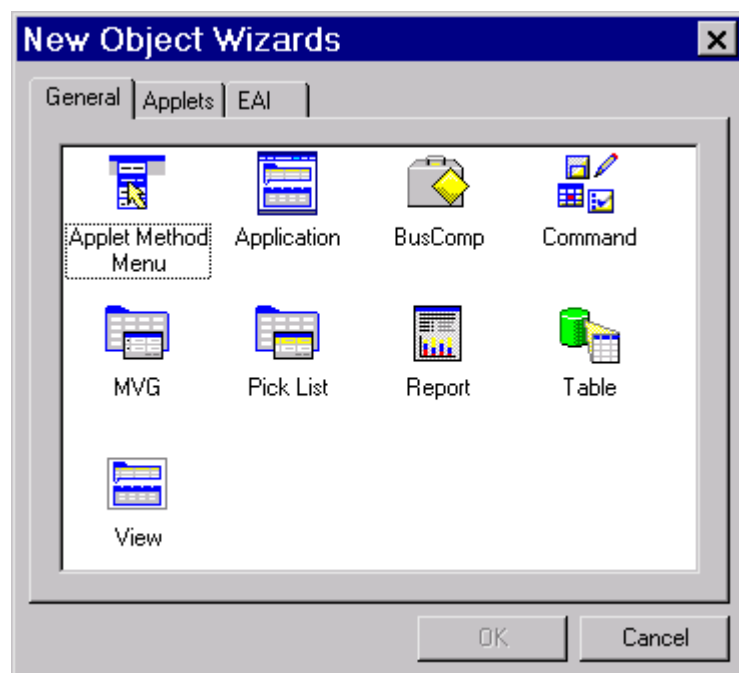 New Object Wizards
General Applets EAI
Applet Method Menu
Application
BusComp
Command
MVG
Pick List
Report
Table
View
OK
Cancel